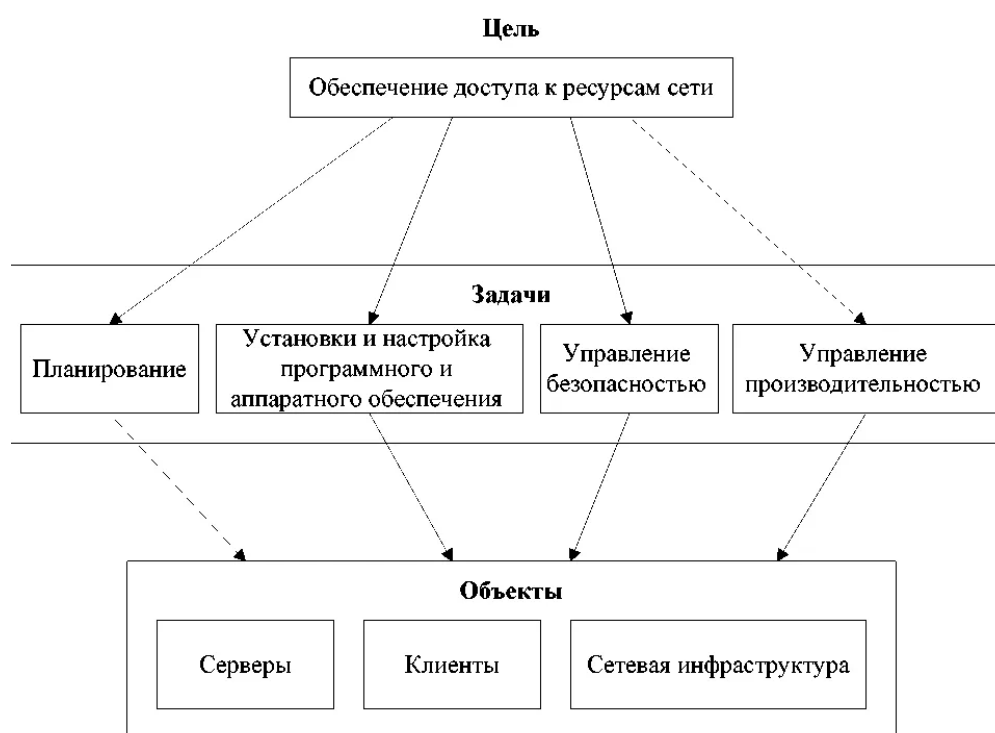 Цель
Обеспечение доступа к ресурсам сети
Задачи
Планирование
Установки и настройка
программного и
аппаратного обеспечения
Управление
безопасностью
Управление
производительностью
Объекты
Серверы
Клиенты
Сетевая инфраструктура